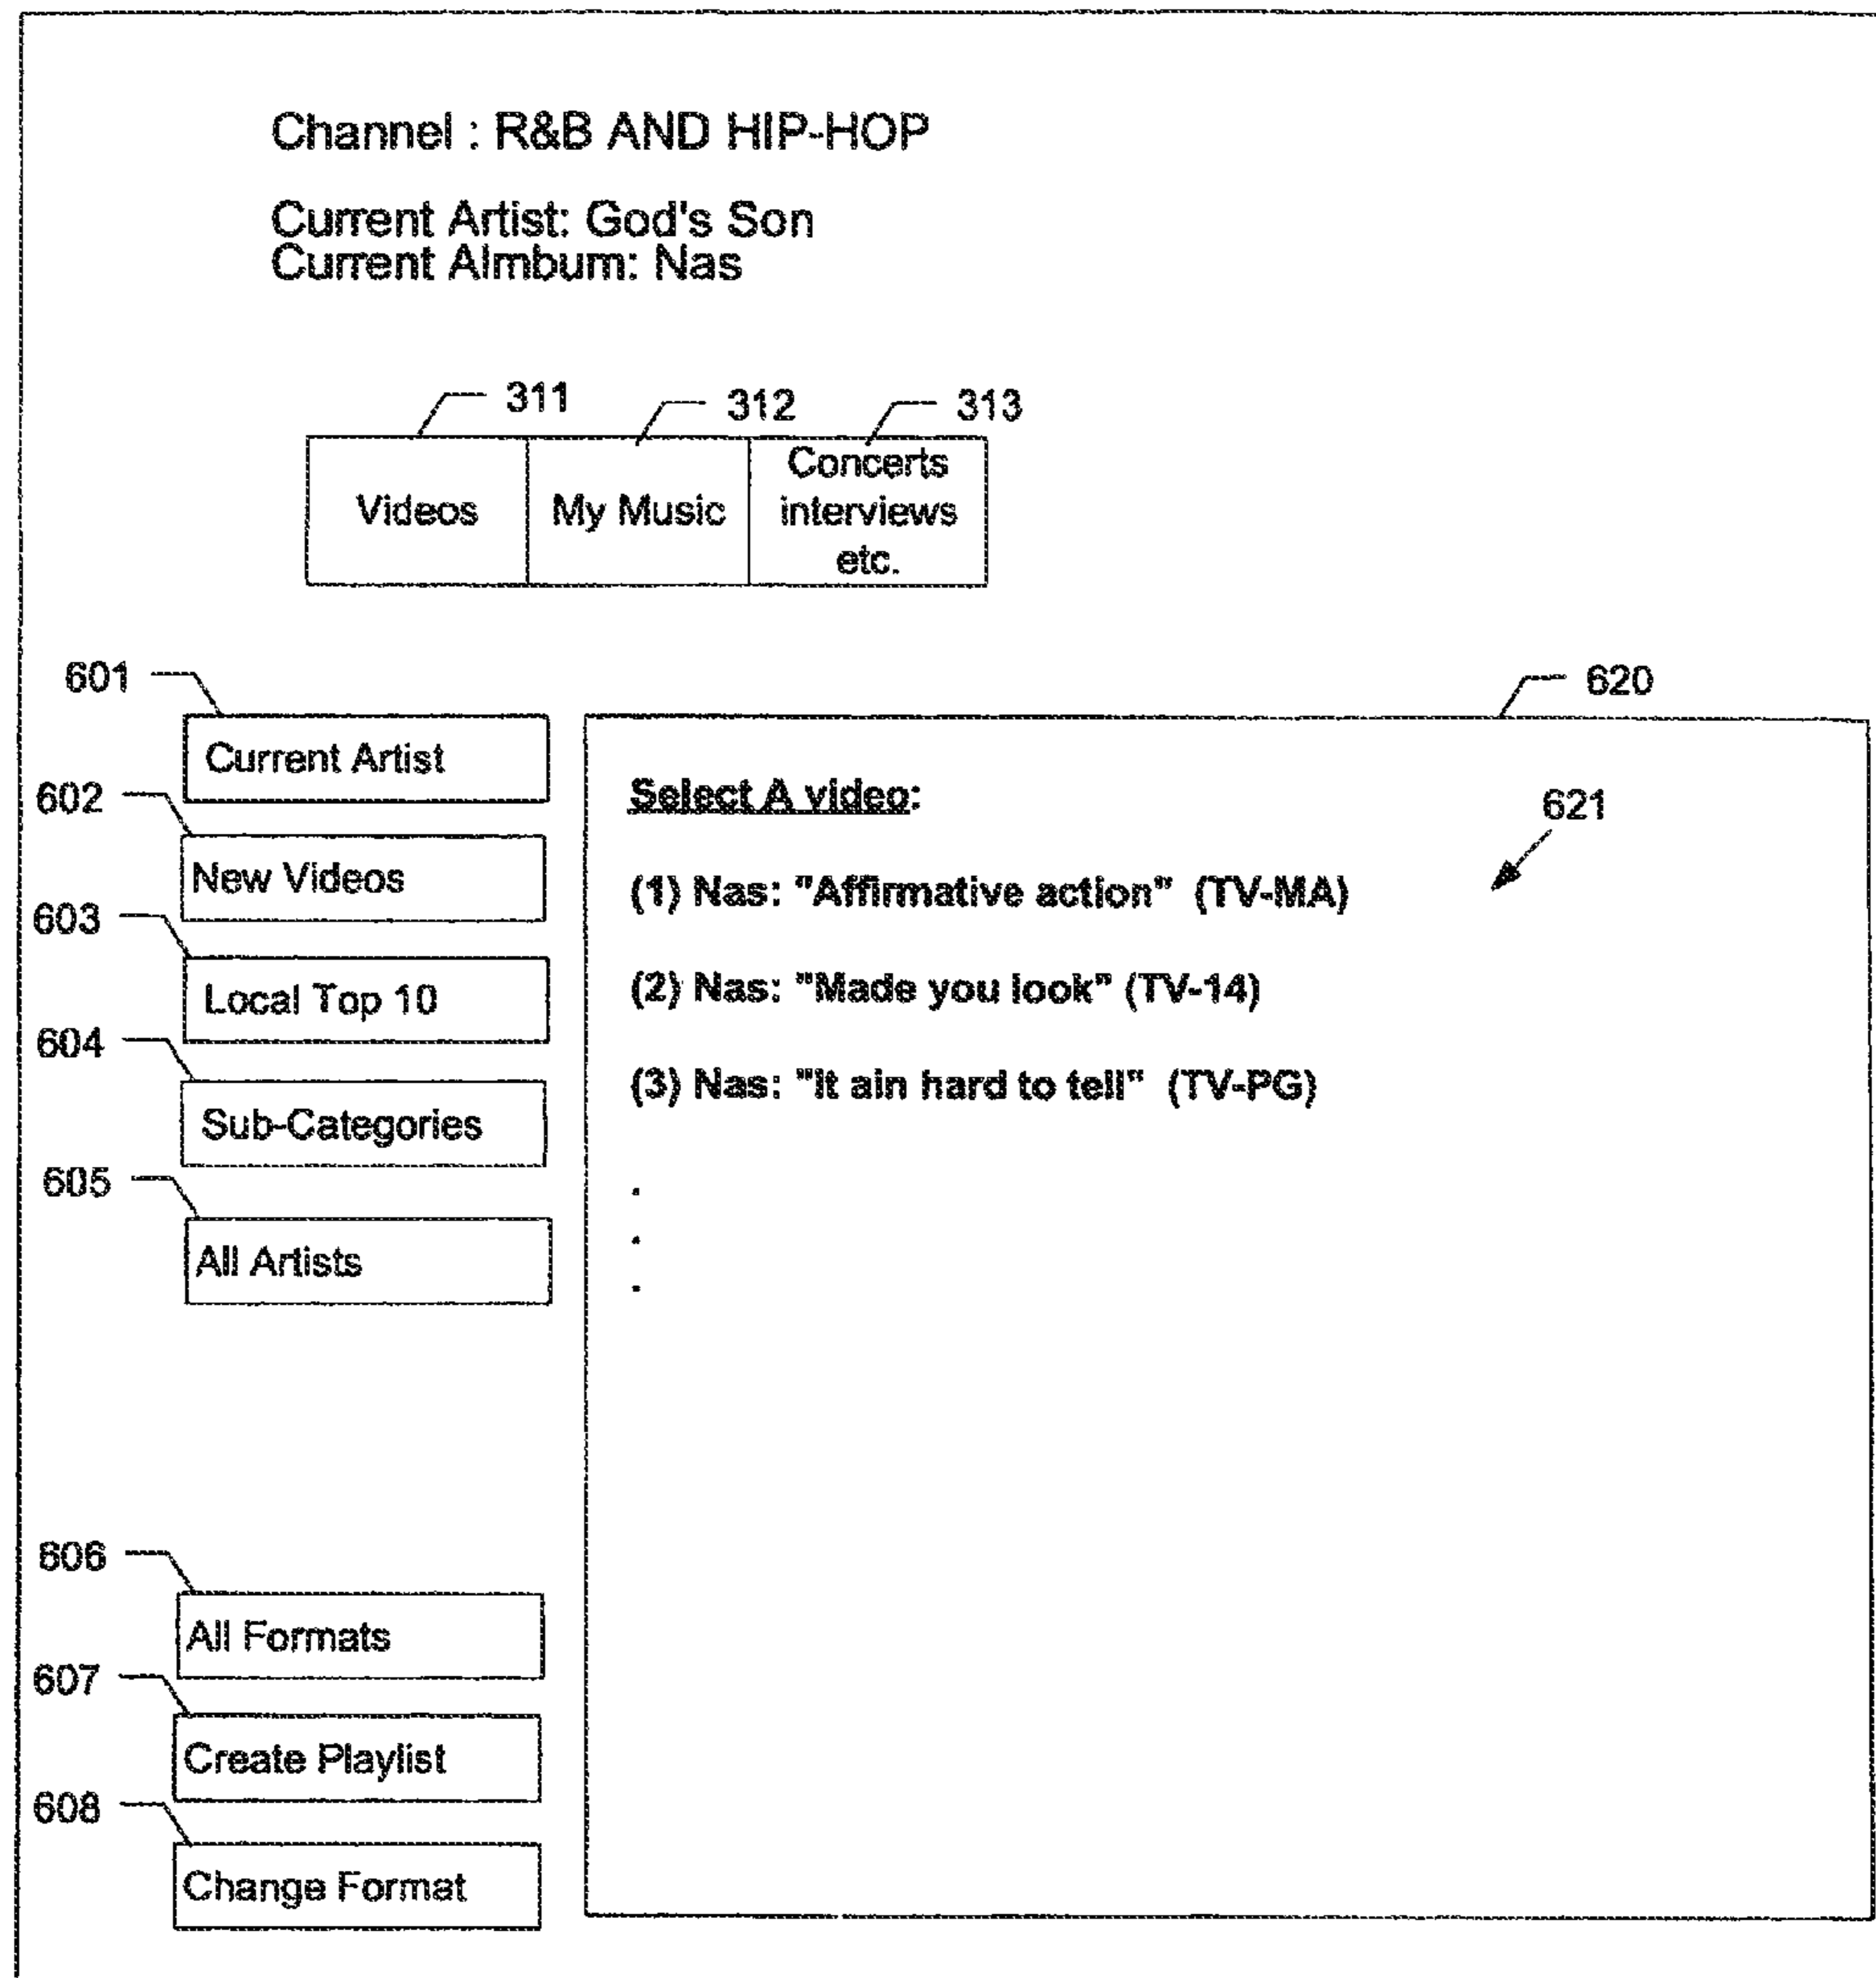 Channel : R&B AND HIP-HOP
Current Artist: God's Son
Current Almbum: Nas
311
312
313
Videos
My Music
Concerts
interviews
etc.
601
Current Artist
602
New Videos
603
Local Top 10
604
Sub-Categories
605
All Artists
606
All Formats
607
Create Playlist
608
Change Format
620
Select A video:
621
(1) Nas: "Affirmative action" (TV-MA)
(2) Nas: "Made you look" (TV-14)
(3) Nas: "It ain hard to tell" (TV-PG)
.
.
.